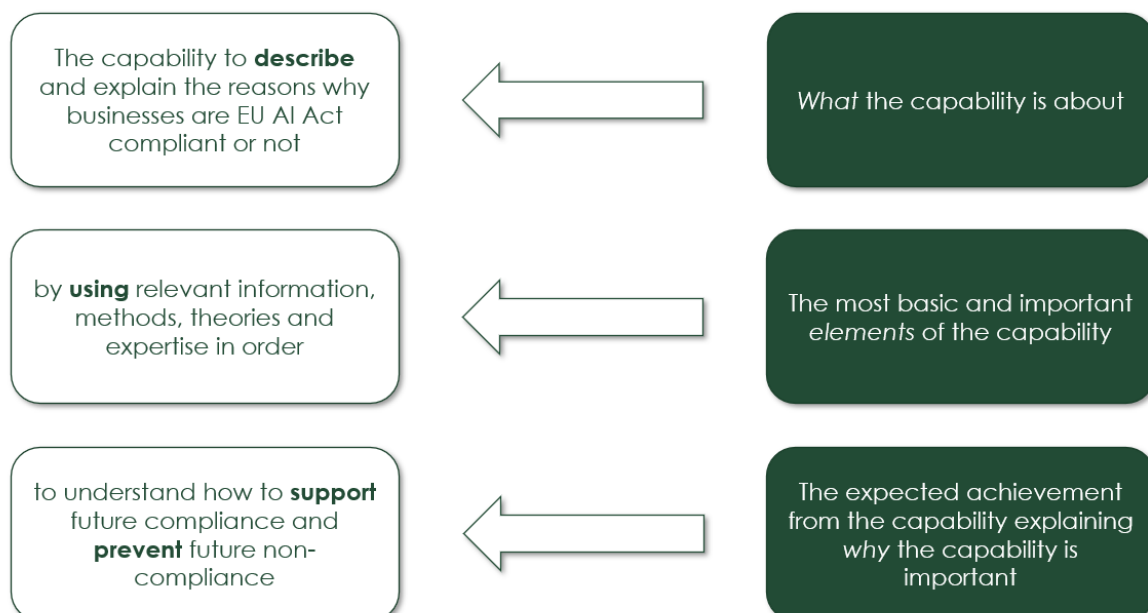 The capability to describe
and explain the reasons why
businesses are EU AI Act
compliant or not
What the capability is about
by using relevant information,
methods, theories and
expertise in order
The most basic and important
elements of the capability
to understand how to support
future compliance and
prevent future non-
compliance
The expected achievement
from the capability explaining
why the capability is
important